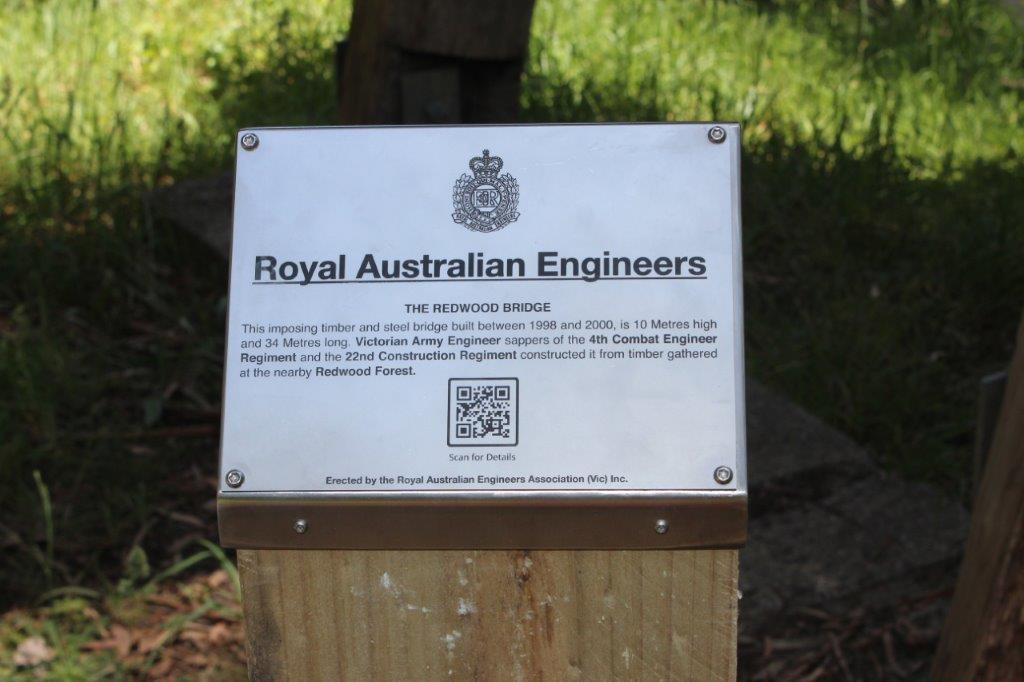 Royal Australian Engineers
THE REDWOOD BRIDGE
This imposing timber and steel bridge built between 1998 and 2000, is 10 Metres high
and 34 Metres long. Victorian Army Engineer sappers of the 4th Combat Engineer
Regiment and the 22nd Construction Regiment constructed it from timber gathered
at the nearby Redwood Forest.
Scan for Details
Erected by the Royal Australian Engineers Association (Vic) Inc.